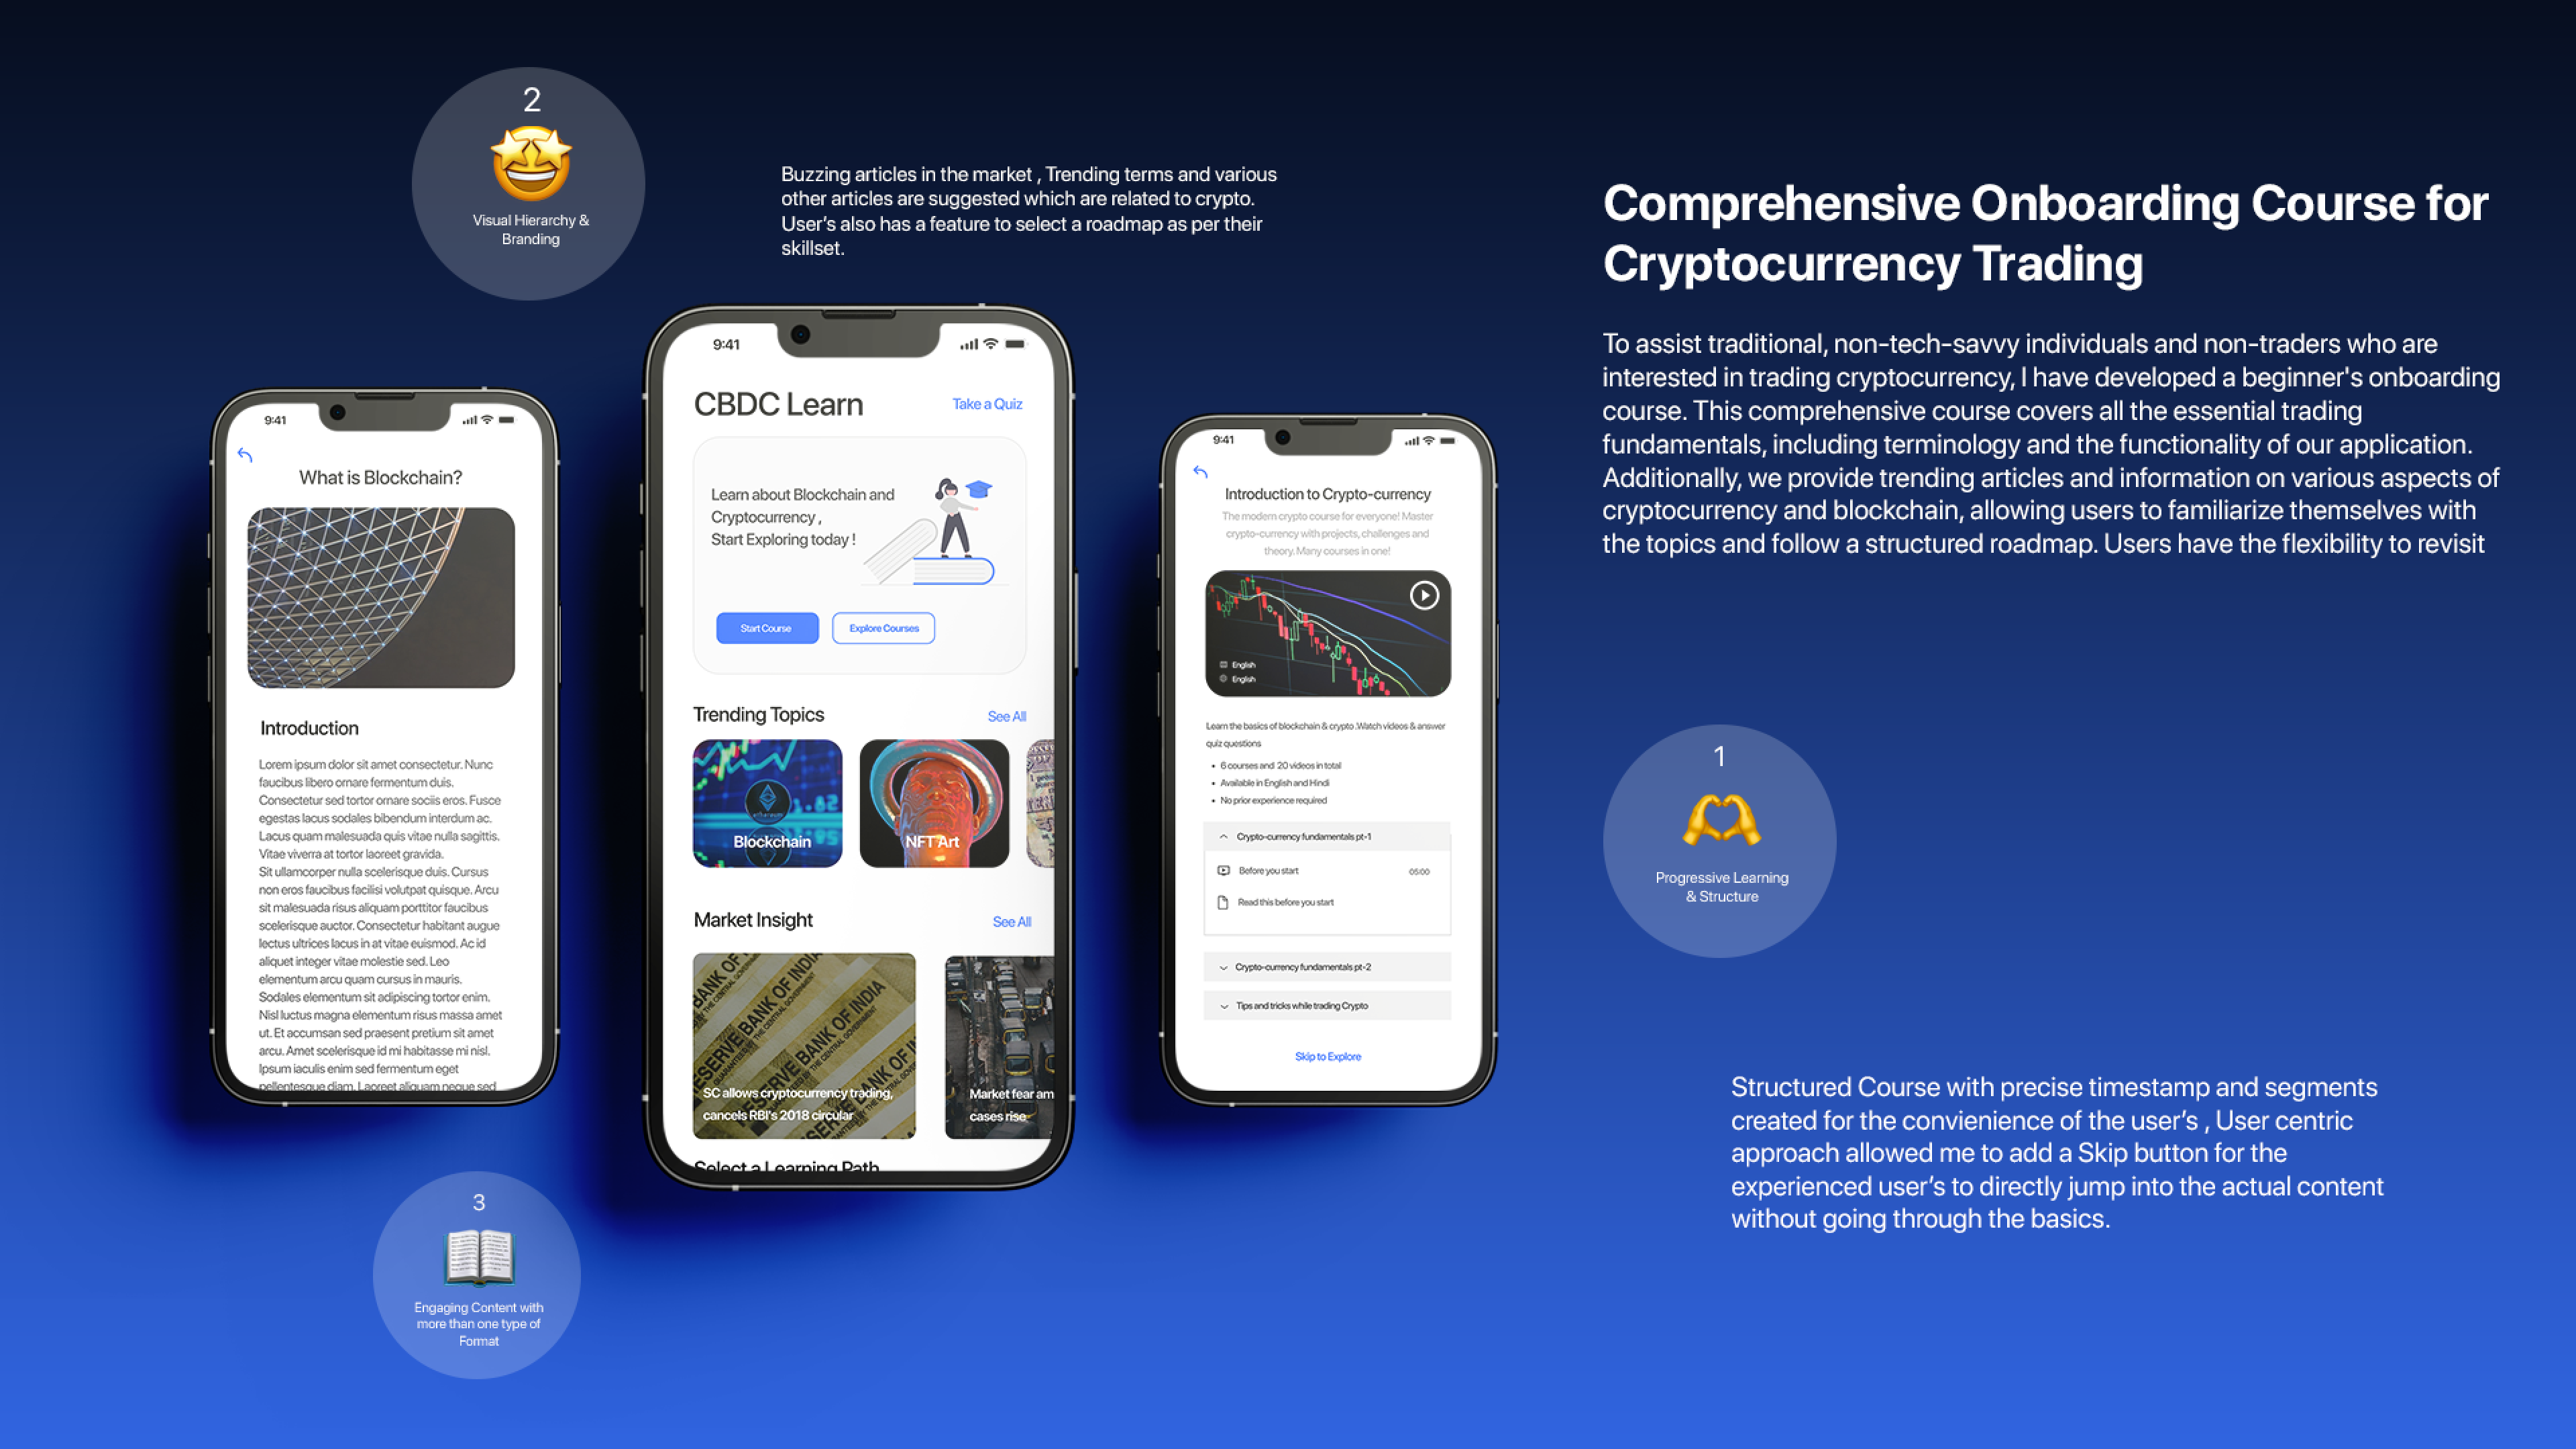 2
Visual Hierarchy &
Branding
Buzzing articles in the market , Trending terms and various
other articles are suggested which are related to crypto.
User's also has a feature to select a roadmap as per their
skillset.
Comprehensive Onboarding Course for
Cryptocurrency Trading
To assist traditional, non-tech-savvy individuals and non-traders who are
interested in trading cryptocurrency, I have developed a beginner's onboarding
course. This comprehensive course covers all the essential trading
fundamentals, including terminology and the functionality of our application.
Additionally, we provide trending articles and information on various aspects of
cryptocurrency and blockchain, allowing users to familiarize themselves with
the topics and follow a structured roadmap. Users have the flexibility to revisit
9:41
What is Blockchain?
Introduction
Lorem ipsum dolor sit amet consectetur. Nunc
faucibus libero ornare fermentum duis.
Consectetur sed tortor ornare sociis eros. Fusce
egestas lacus sodales bibendum interdum ac.
Lacus quam malesuada quis vitae nulla sagittis.
Vitae viverra at tortor laoreet gravida.
Sit ullamcorper nulla scelerisque duis. Cursus
non eros faucibus facilisi volutpat quisque. Arcu
sit malesuada risus aliquam porttitor faucibus
scelerisque auctor. Consectetur habitant augue
lectus ultrices lacus in at vitae euismod. Ac id
aliquet integer vitae molestie sed. Leo
elementum arcu quam cursus in mauris.
Sodales elementum sit adipiscing tortor enim.
Nisl luctus magna elementum risus massa amet
ut. Et accumsan sed praesent pretium sit amet
arcu. Amet scelerisque id mi habitasse mi nisl.
Ipsum iaculis enim sed fermentum eget
pellentesque diam. Laoreet aliquam neque sed
9:41
CBDC Learn
Take a Quiz
Learn about Blockchain and
Cryptocurrency ,
Start Exploring today !
Start Course
Explore Courses
Trending Topics
See All
ethereum
1.82
Blockchain
NFT Art
Market Insight
See All
RESERVE BANK OF INDIA
GUARANTEED BY THE CENTRAL GOVERNMENT
SC allows cryptocurrency trading,
cancels RBI's 2018 circular
Market fear am
cases rise
Select a Learning Path
9:41
Introduction to Crypto-currency
The modern crypto course for everyone! Master
crypto-currency with projects, challenges and
theory. Many courses in one!
English
English
Learn the basics of blockchain & crypto .Watch videos & answer
quiz questions
• 6 courses and 20 videos in total
• Available in English and Hindi
• No prior experience required
Crypto-currency fundamentals pt-1
Before you start
05:00
Read this before you start
Crypto-currency fundamentals pt-2
Tips and tricks while trading Crypto
Skip to Explore
1
Progressive Learning
& Structure
Structured Course with precise timestamp and segments
created for the convienience of the user's , User centric
approach allowed me to add a Skip button for the
experienced user's to directly jump into the actual content
without going through the basics.
3
Engaging Content with
more than one type of
Format